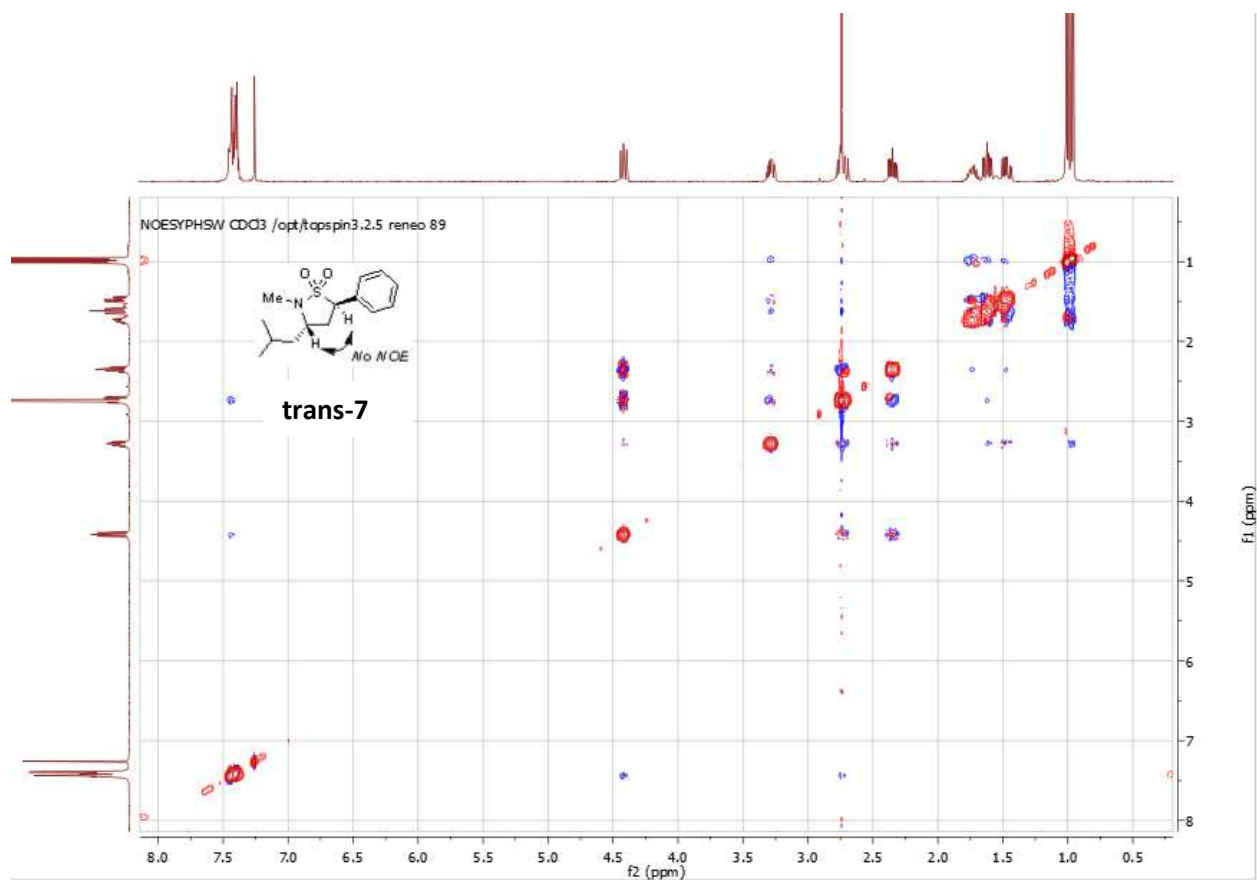 NOESYPHSW CDCl3 /opt/topspin3.2.5 reneo 89
O O
S
Me N
H
H
No NOE
trans-7
1
2
3
4
5
6
7
8
f1 (ppm)
8.0 7.5 7.0 6.5 6.0 5.5 5.0 4.5 4.0 3.5 3.0 2.5 2.0 1.5 1.0 0.5
f2 (ppm)